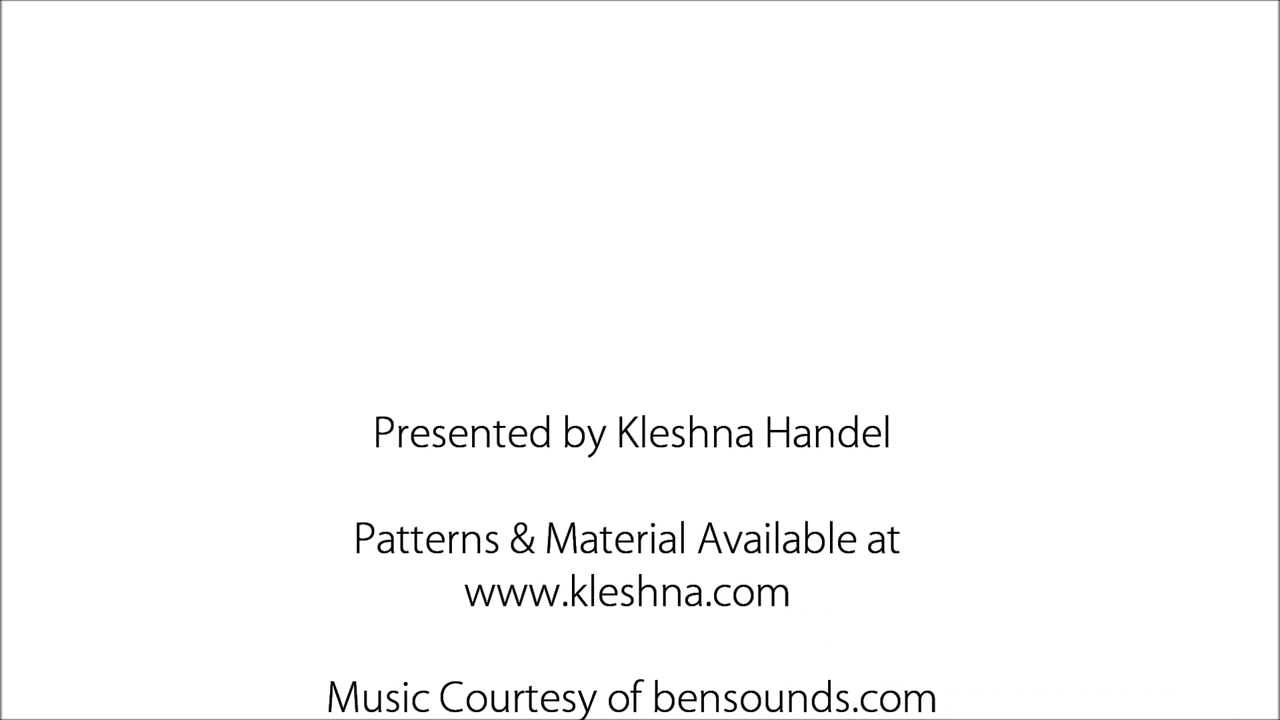 Presented by Kleshna Handel
Patterns & Material Available at
www.kleshna.com
Music Courtesy of bensounds.com